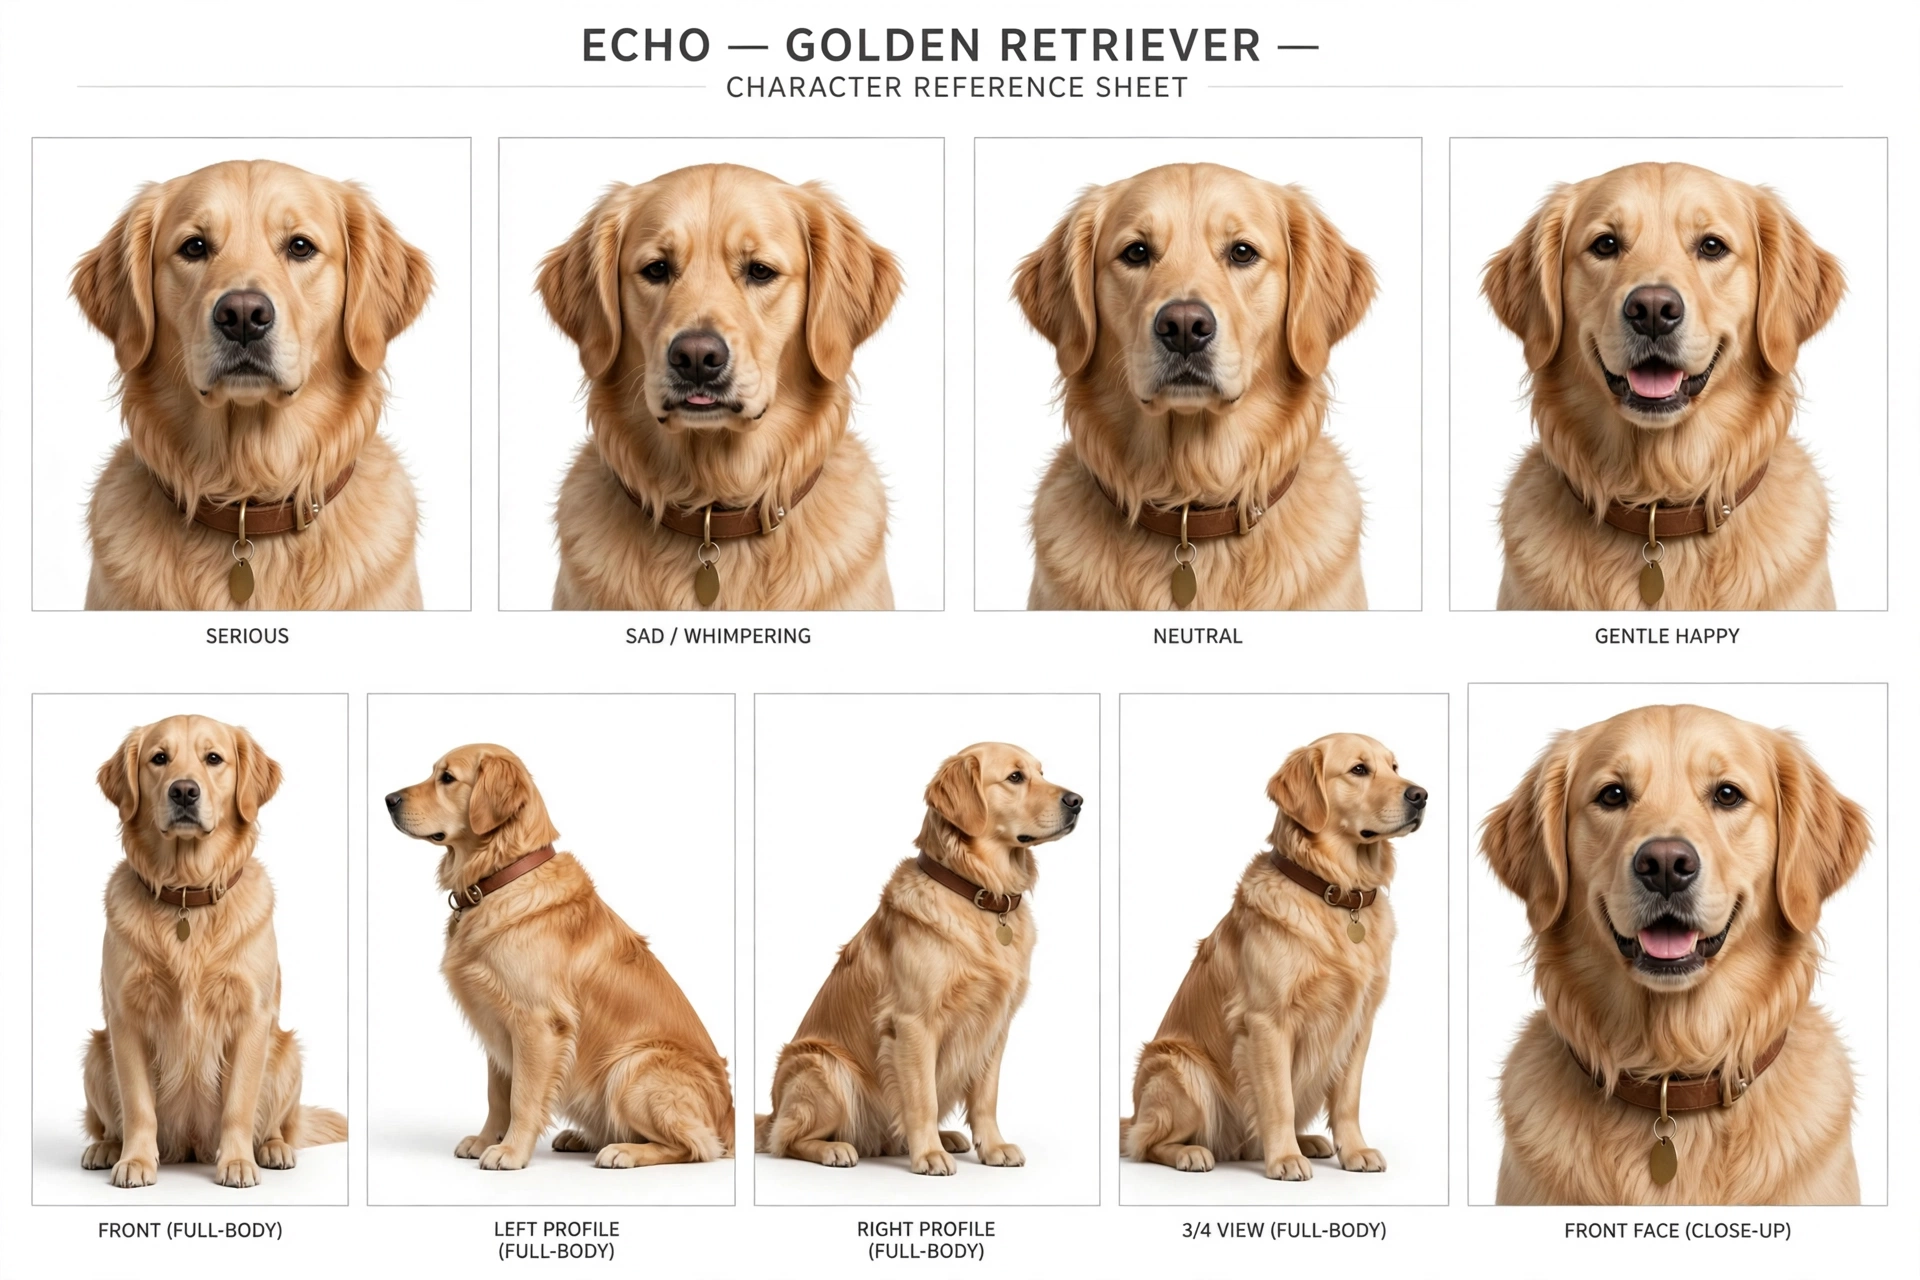 ECHO — GOLDEN RETRIEVER —
CHARACTER REFERENCE SHEET
SERIOUS
SAD / WHIMPERING
NEUTRAL
GENTLE HAPPY
FRONT (FULL-BODY)
LEFT PROFILE
(FULL-BODY)
RIGHT PROFILE
(FULL-BODY)
3/4 VIEW (FULL-BODY)
FRONT FACE (CLOSE-UP)